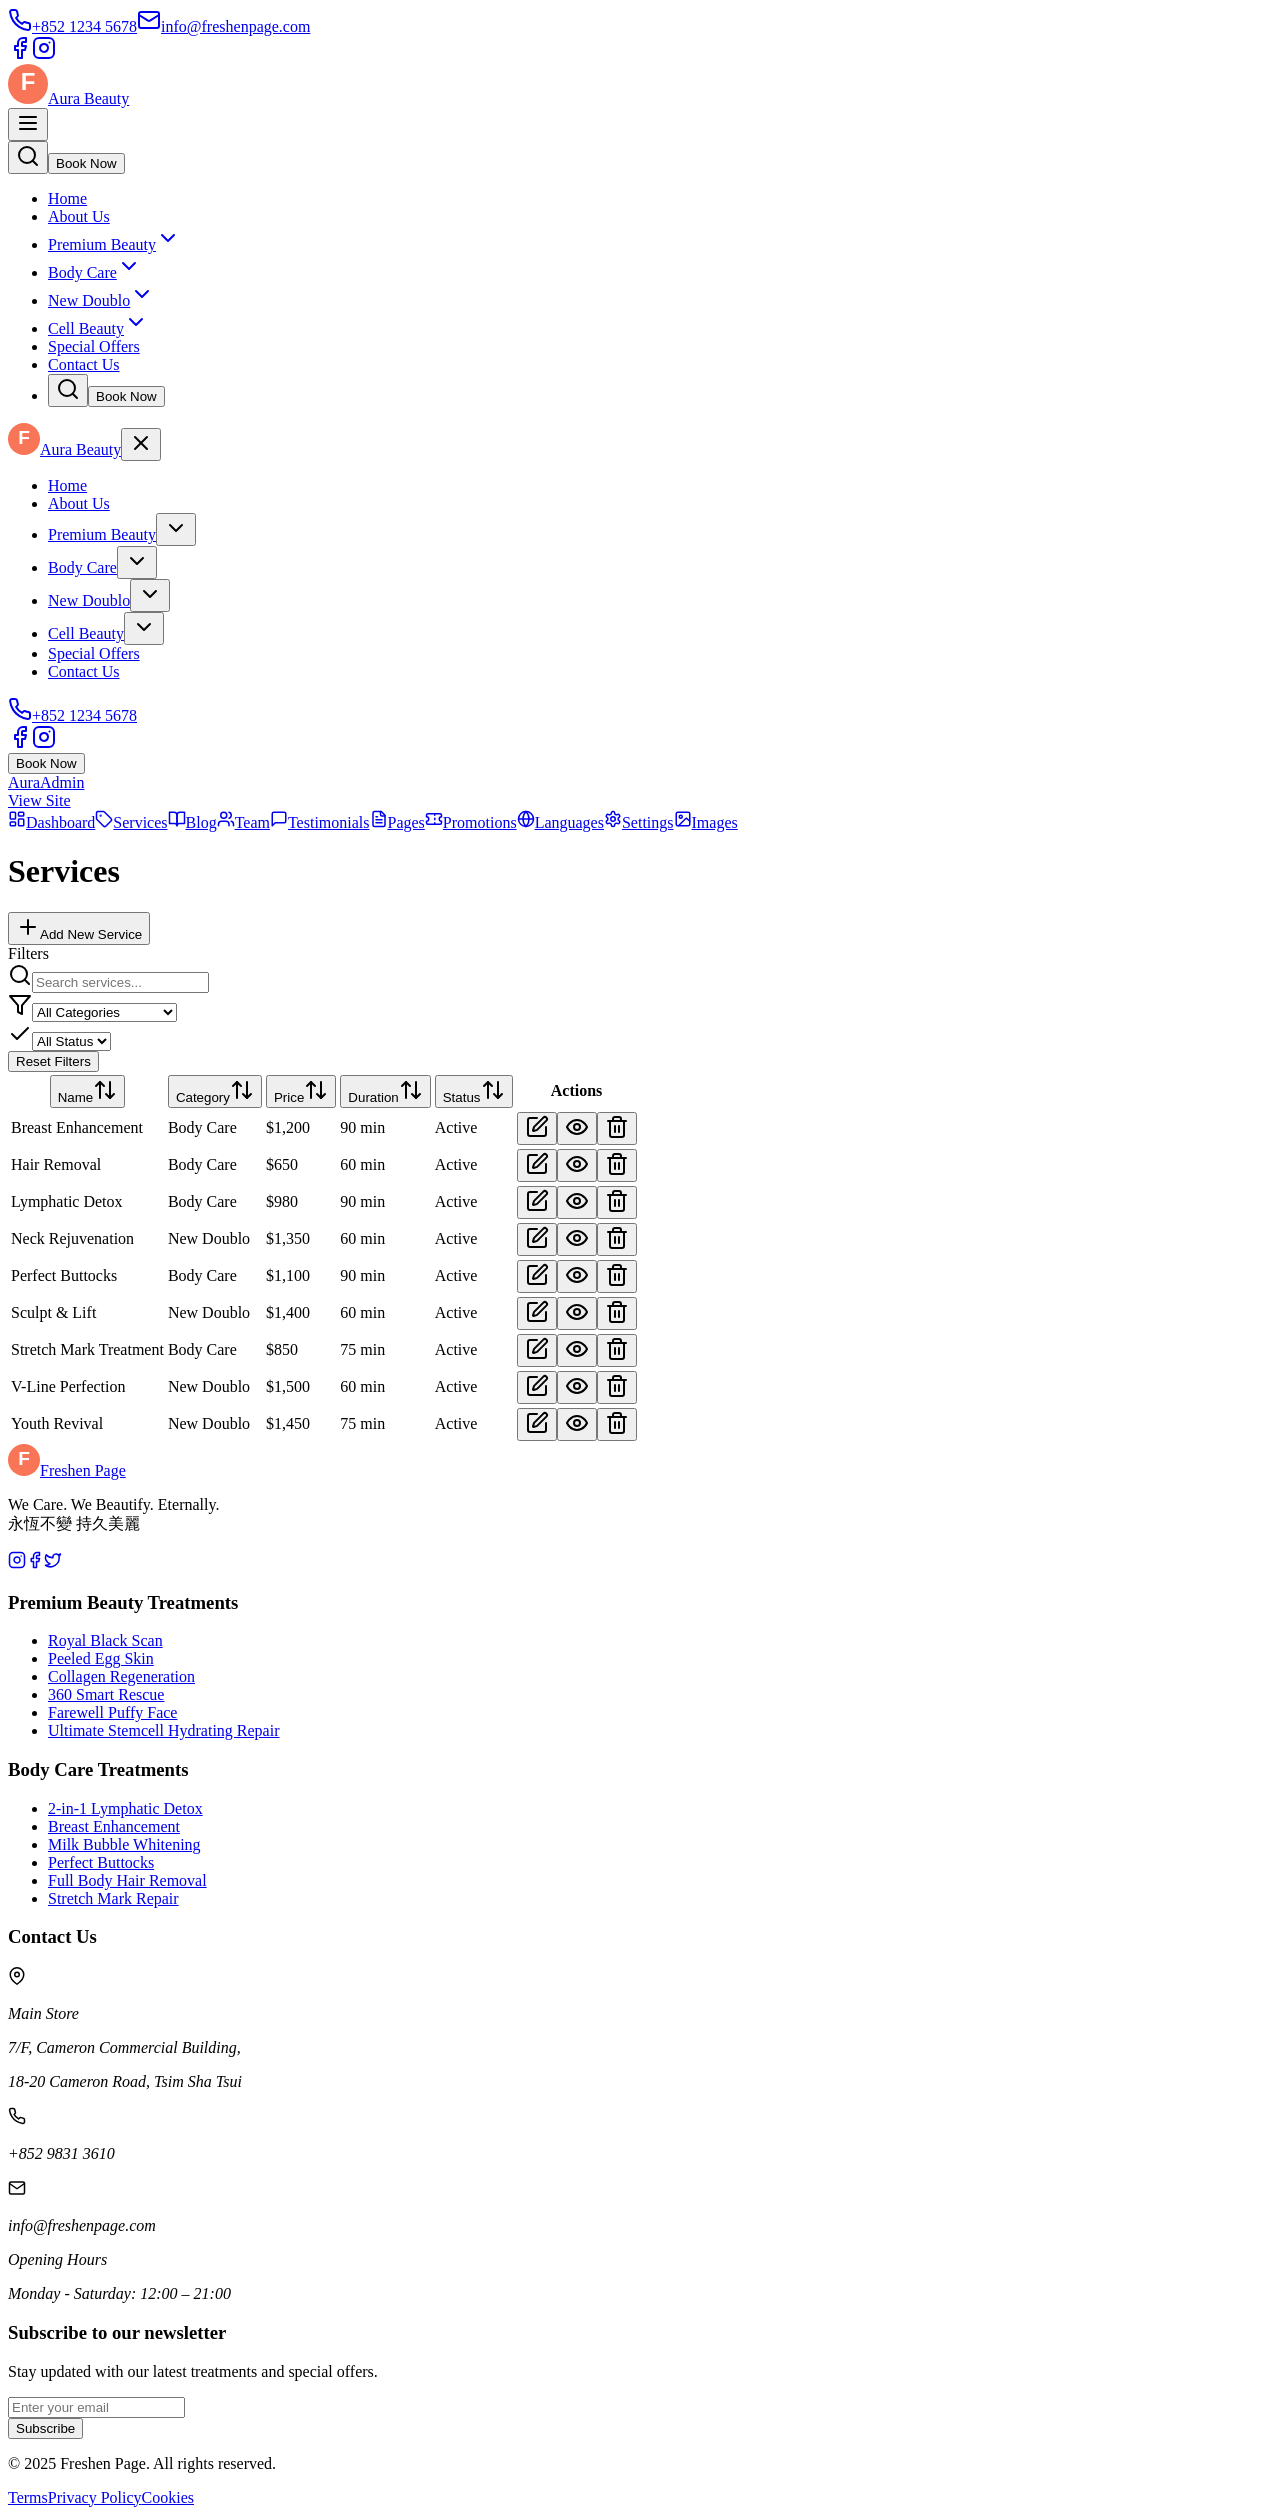 +852 1234 5678 info@freshenpage.com
F Aura Beauty
Book Now
Home
About Us
Premium Beauty
Body Care
New Doublo
Cell Beauty
Special Offers
Contact Us
Book Now
F Aura Beauty
Home
About Us
Premium Beauty
Body Care
New Doublo
Cell Beauty
Special Offers
Contact Us
+852 1234 5678
Book Now
AuraAdmin
View Site
Dashboard Services Blog Team Testimonials Pages Promotions Languages Settings Images
Services
Add New Service
Filters
Search services...
All Categories
All Status
Reset Filters
Name Category Price Duration Status Actions
Breast Enhancement Body Care $1,200 90 min Active
Hair Removal Body Care $650 60 min Active
Lymphatic Detox Body Care $980 90 min Active
Neck Rejuvenation New Doublo $1,350 60 min Active
Perfect Buttocks Body Care $1,100 90 min Active
Sculpt & Lift New Doublo $1,400 60 min Active
Stretch Mark Treatment Body Care $850 75 min Active
V-Line Perfection New Doublo $1,500 60 min Active
Youth Revival New Doublo $1,450 75 min Active
F Freshen Page
We Care. We Beautify. Eternally.
永恆不變 持久美麗
Premium Beauty Treatments
Royal Black Scan
Peeled Egg Skin
Collagen Regeneration
360 Smart Rescue
Farewell Puffy Face
Ultimate Stemcell Hydrating Repair
Body Care Treatments
2-in-1 Lymphatic Detox
Breast Enhancement
Milk Bubble Whitening
Perfect Buttocks
Full Body Hair Removal
Stretch Mark Repair
Contact Us
Main Store
7/F, Cameron Commercial Building,
18-20 Cameron Road, Tsim Sha Tsui
+852 9831 3610
info@freshenpage.com
Opening Hours
Monday - Saturday: 12:00 – 21:00
Subscribe to our newsletter
Stay updated with our latest treatments and special offers.
Enter your email
Subscribe
© 2025 Freshen Page. All rights reserved.
Terms Privacy Policy Cookies